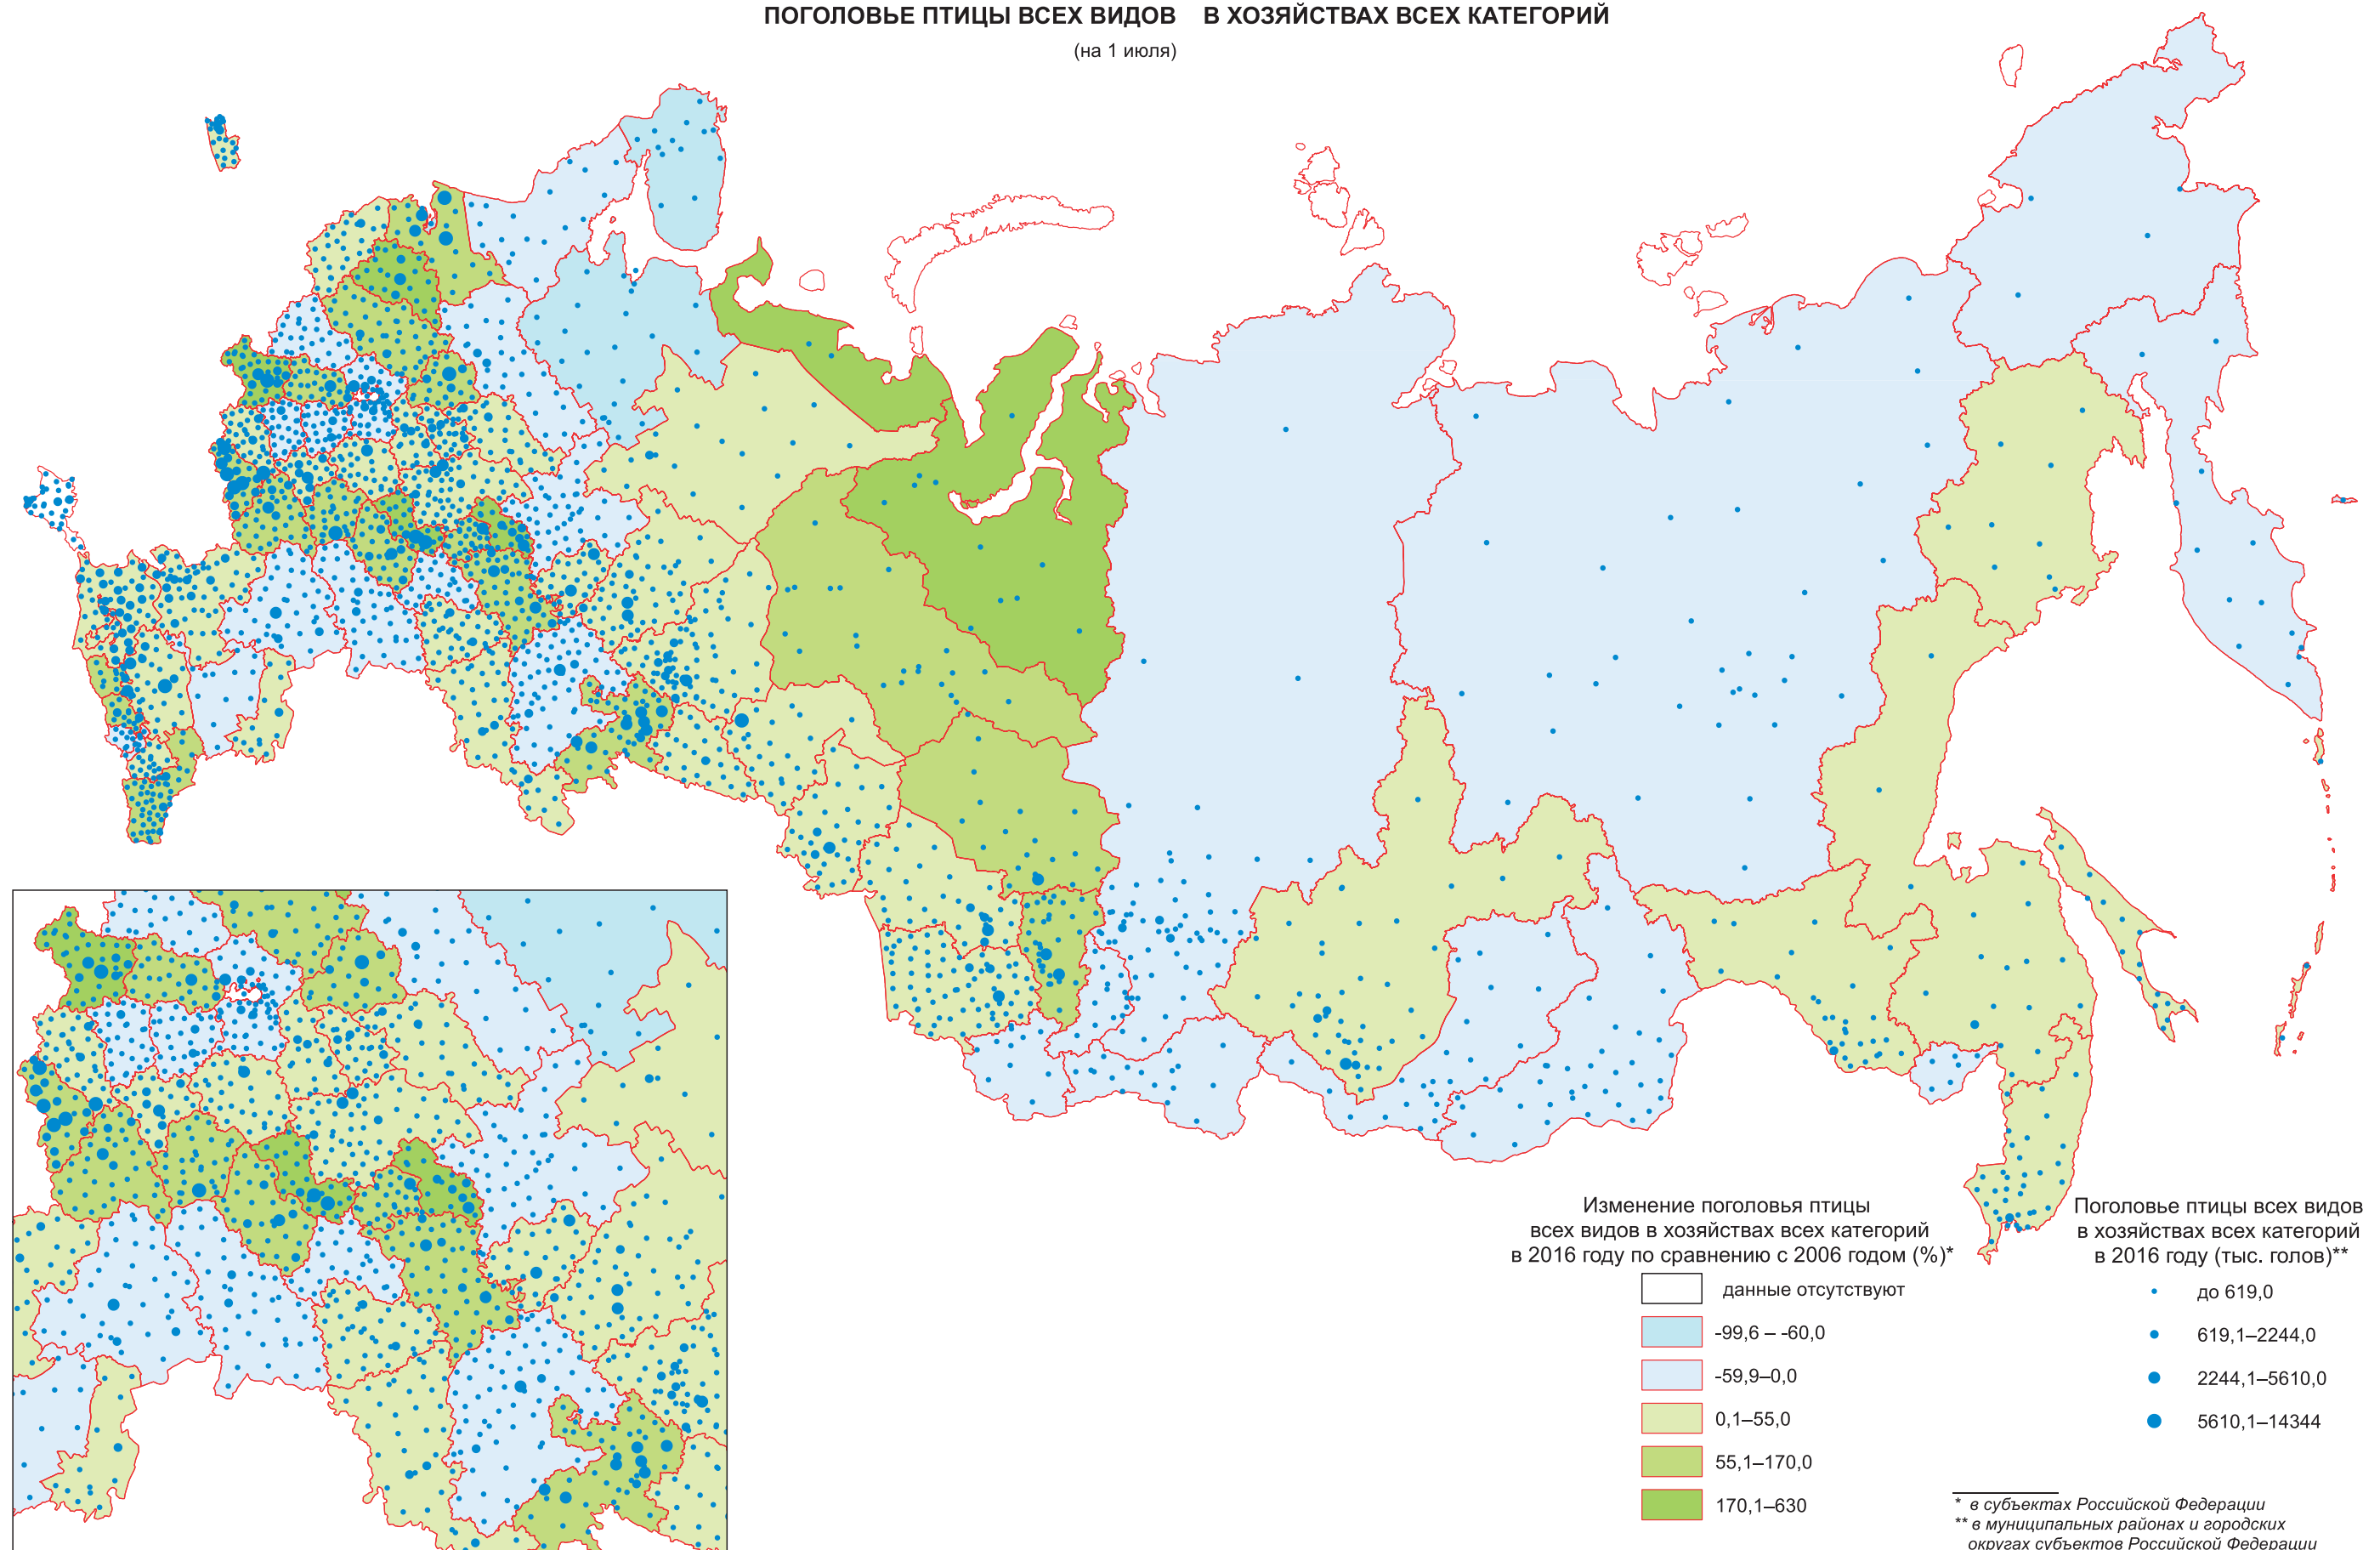 ПОГОЛОВЬЕ ПТИЦЫ ВСЕХ ВИДОВ В ХОЗЯЙСТВАХ ВСЕХ КАТЕГОРИЙ
(на 1 июля)
Изменение поголовья птицы
всех видов в хозяйствах всех категорий
в 2016 году по сравнению с 2006 годом (%)*
данные отсутствуют
-99,6 – -60,0
-59,9–0,0
0,1–55,0
55,1–170,0
170,1–630
Поголовье птицы всех видов
в хозяйствах всех категорий
в 2016 году (тыс. голов)**
до 619,0
619,1–2244,0
2244,1–5610,0
5610,1–14344
* в субъектах Российской Федерации
** в муниципальных районах и городских
округах субъектов Российской Федерации